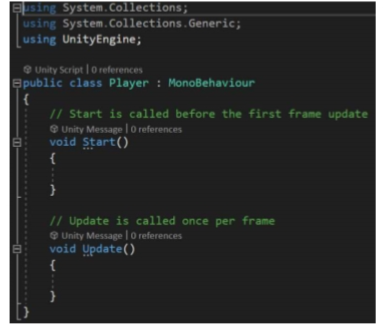 using System.Collections;
using System.Collections.Generic;
using UnityEngine;
Unity Script | 0 references
public class Player : MonoBehaviour
{
// Start is called before the first frame update
Unity Message | 0 references
void Start()
{
}
// Update is called once per frame
Unity Message | 0 references
void Update()
{
}
}